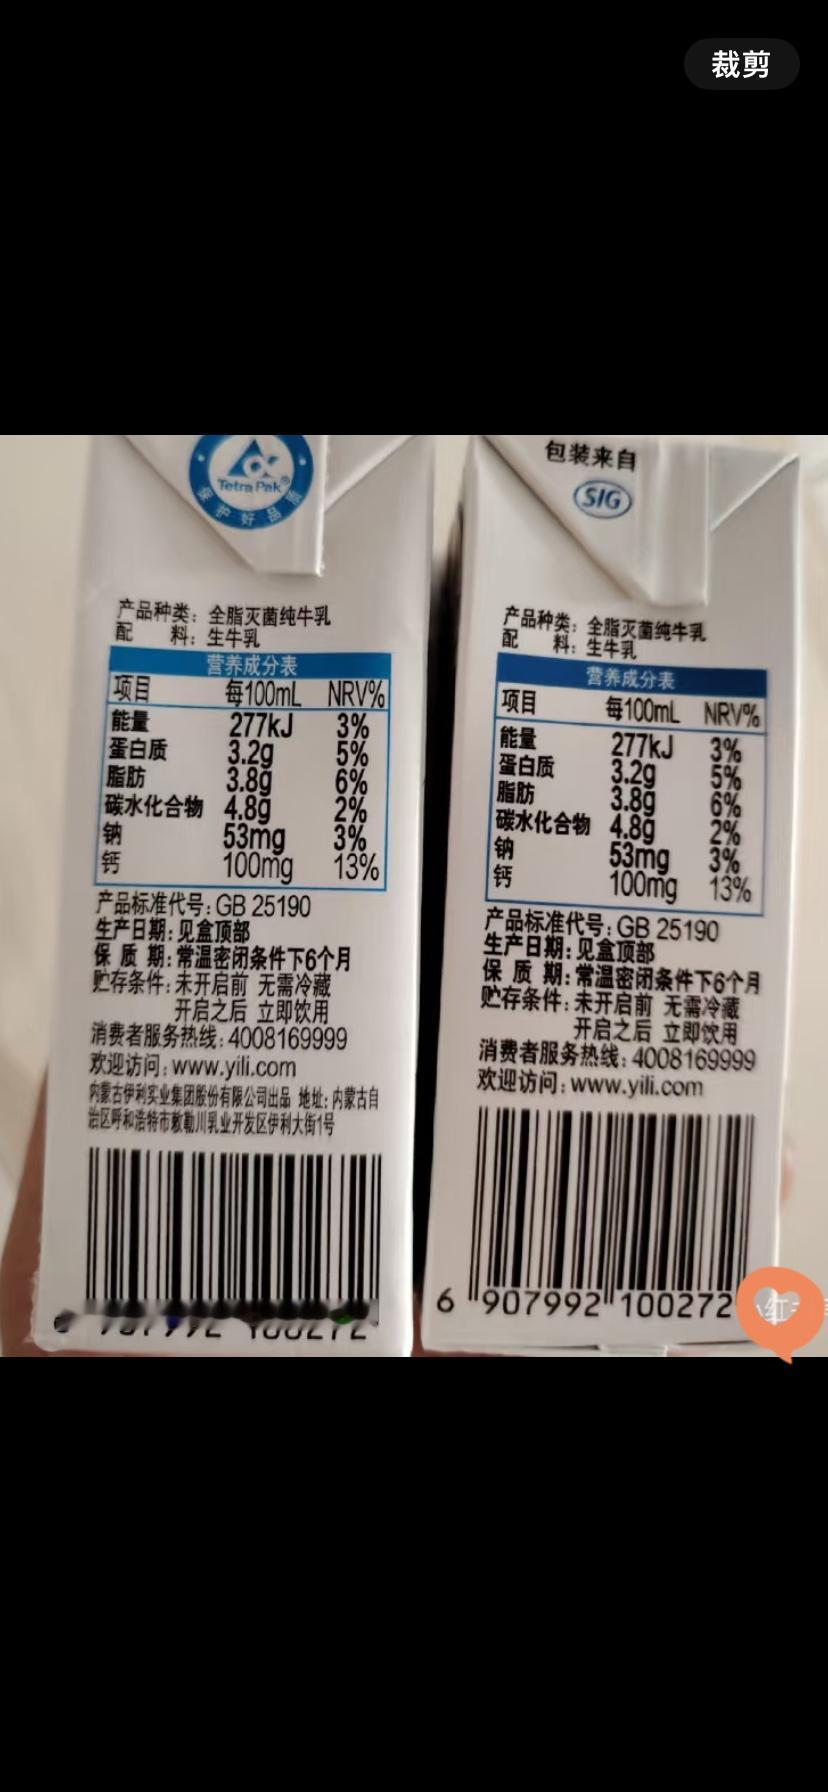 裁剪
Tetra Pak®
保护好品质
产品种类：全脂灭菌纯牛乳
配 料：生牛乳
营养成分表
项目 每100mL NRV%
能量 277kJ 3%
蛋白质 3.2g 5%
脂肪 3.8g 6%
碳水化合物 4.8g 2%
钠 53mg 3%
钙 100mg 13%
产品标准代号：GB 25190
生产日期：见盒顶部
保 质 期：常温密闭条件下6个月
贮存条件：未开启前 无需冷藏
开启之后 立即饮用
消费者服务热线：4008169999
欢迎访问：www.yili.com
内蒙古伊利实业集团股份有限公司出品 地址：内蒙古自
治区呼和浩特市敕勒川乳业开发区伊利大街1号
包装来自
SIG
产品种类：全脂灭菌纯牛乳
配 料：生牛乳
营养成分表
项目 每100mL NRV%
能量 277kJ 3%
蛋白质 3.2g 5%
脂肪 3.8g 6%
碳水化合物 4.8g 2%
钠 53mg 3%
钙 100mg 13%
产品标准代号：GB 25190
生产日期：见盒顶部
保 质 期：常温密闭条件下6个月
贮存条件：未开启前 无需冷藏
开启之后 立即饮用
消费者服务热线：4008169999
欢迎访问：www.yili.com
6 907992 100272